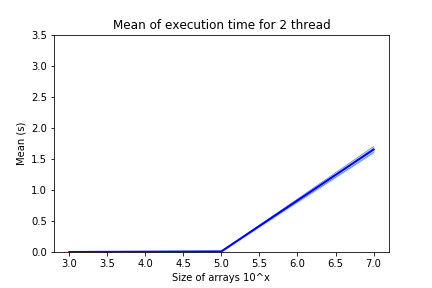 Mean of execution time for 2 thread
3.5
3.0
2.5
2.0
1.5
1.0
0.5
0.0
Mean (s)
3.0 3.5 4.0 4.5 5.0 5.5 6.0 6.5 7.0
Size of arrays 10^x